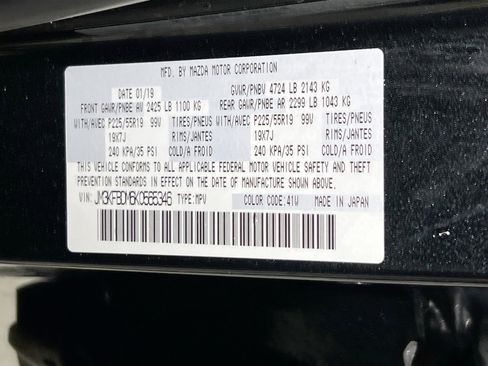 MFD. BY MAZDA MOTOR CORPORATION
DATE 01/19 GVWR/PNBV 4724 LB 2143 KG
FRONT GAWR/PNBE AV 2425 LB 1100 KG REAR GAWR/PNBE AR 2299 LB 1043 KG
WITH/AVEC P225/55R19 99V TIRES/PNEUS WITH/AVEC P225/55R19 99V TIRES/PNEUS
19X7J RIMS/JANTES 19X7J RIMS/JANTES
240 KPA/35 PSI COLD/A FROID 240 KPA/35 PSI COLD/A FROID
THIS VEHICLE CONFORMS TO ALL APPLICABLE FEDERAL MOTOR VEHICLE SAFETY AND THEFT
PREVENTION STANDARDS IN EFFECT ON THE DATE OF MANUFACTURE SHOWN ABOVE.
VIN: TYPE:MPV COLOR CODE:41W MADE IN JAPAN